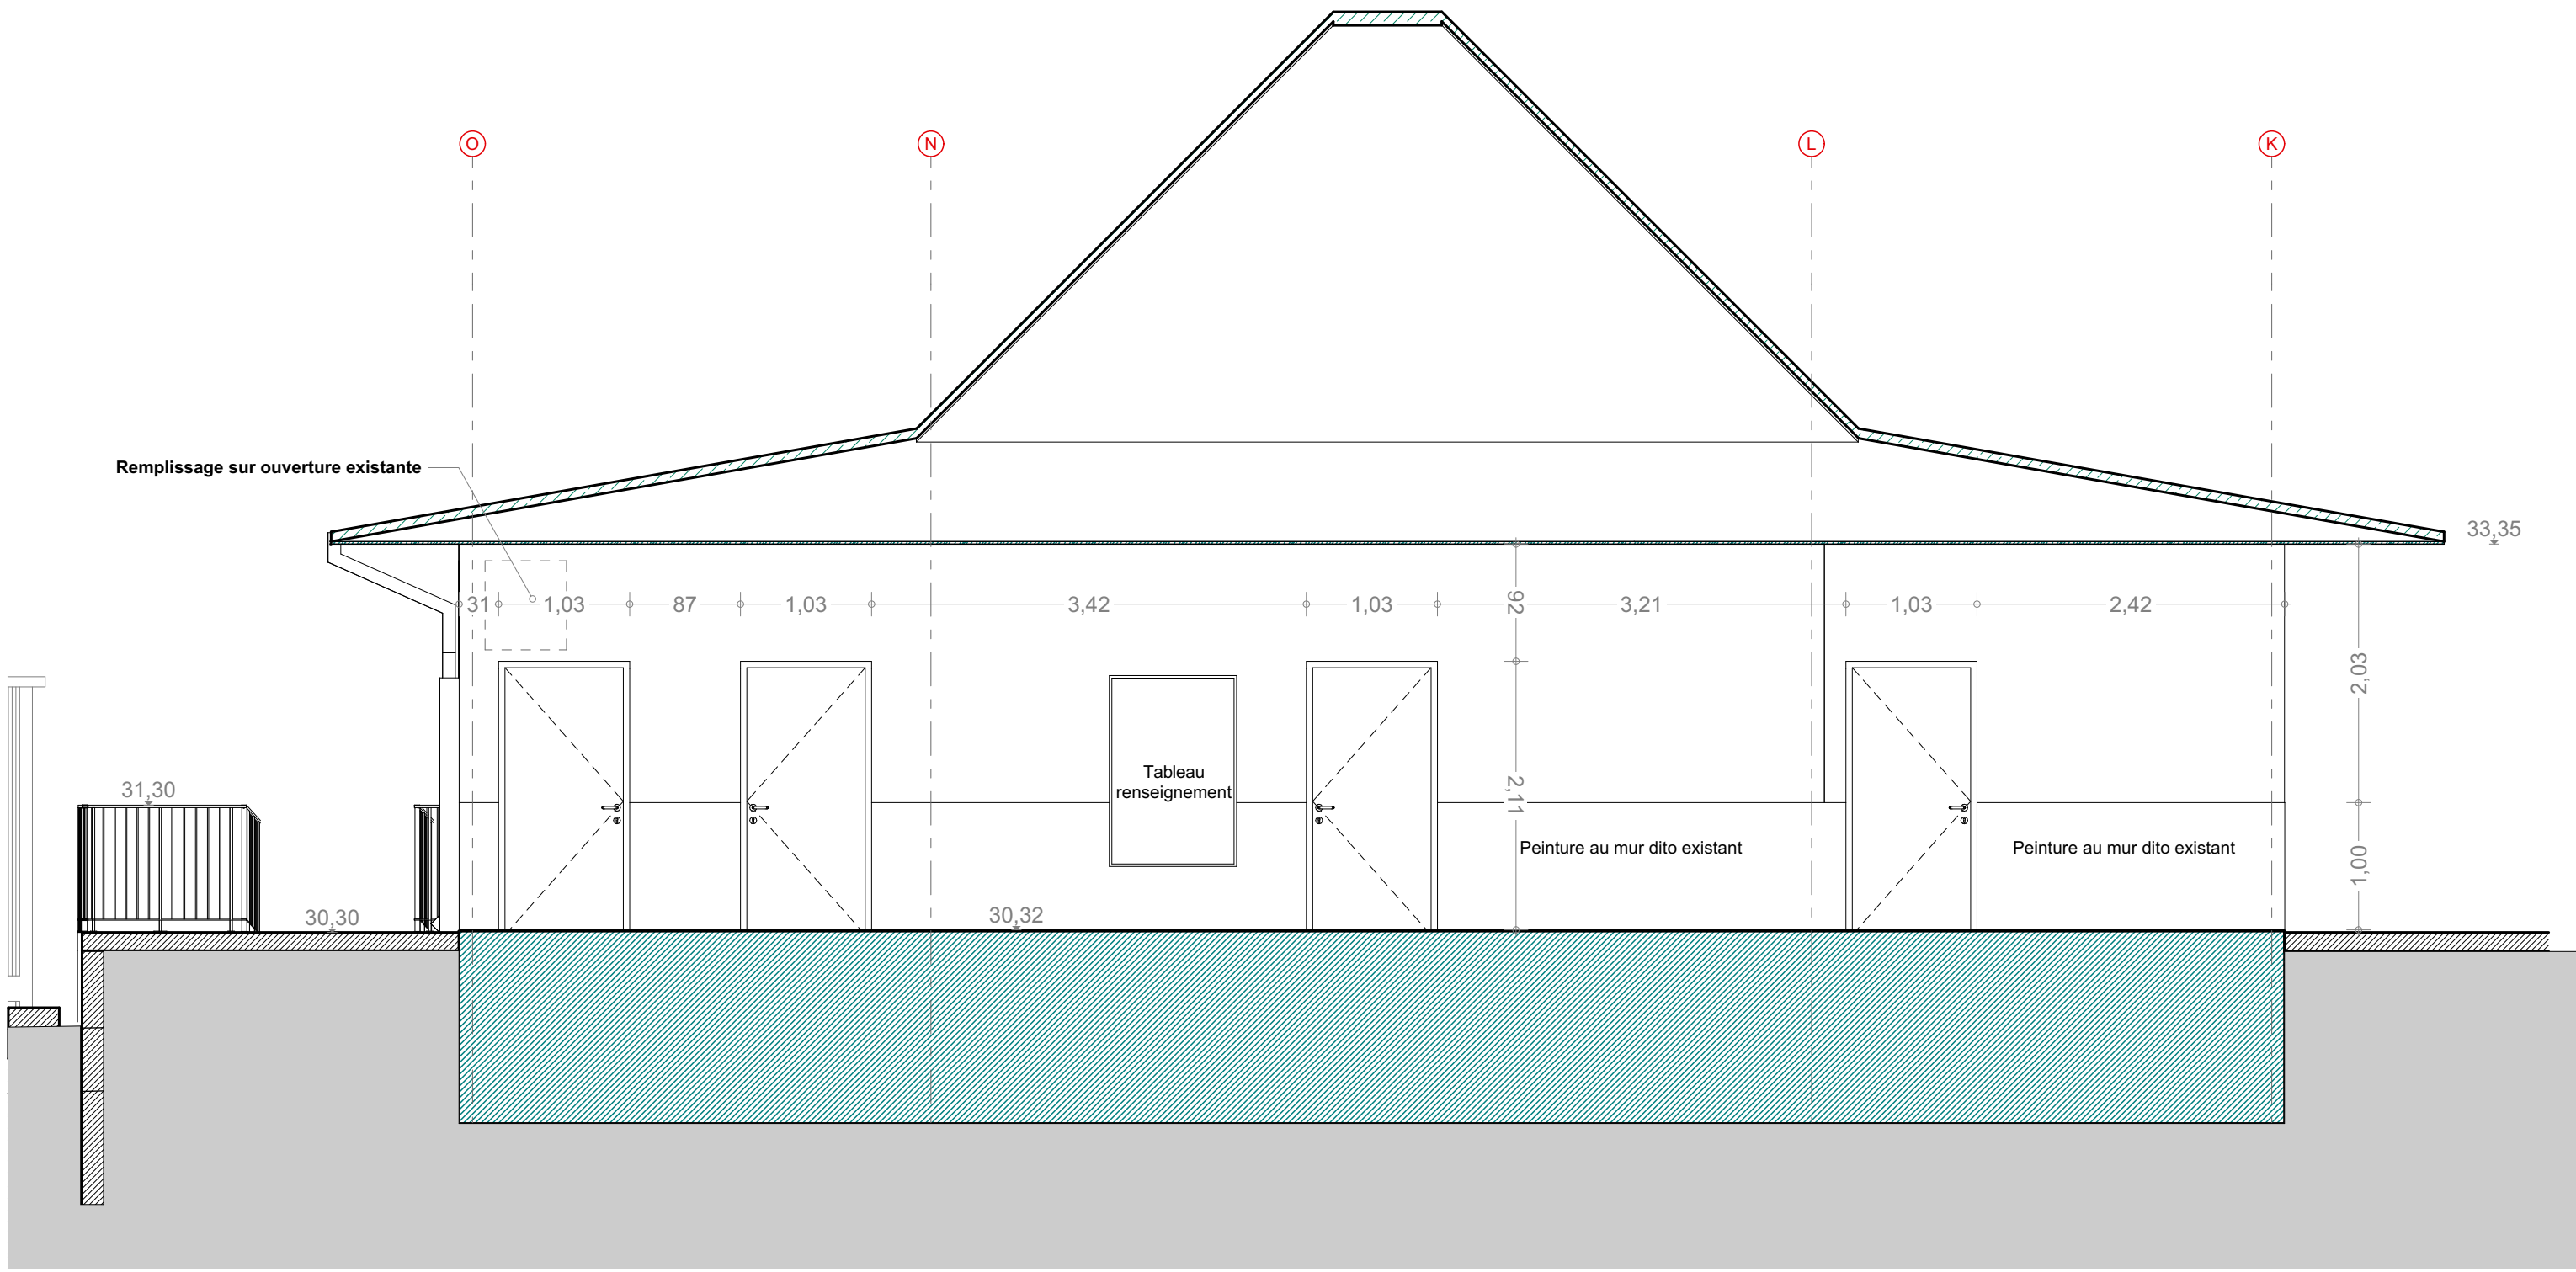 O
N
L
K
Remplissage sur ouverture existante
33,35
31
1,03
87
1,03
3,42
1,03
92
3,21
1,03
2,42
2,03
Tableau
renseignement
31,30
2,11
Peinture au mur dito existant
Peinture au mur dito existant
1,00
30,30
30,32